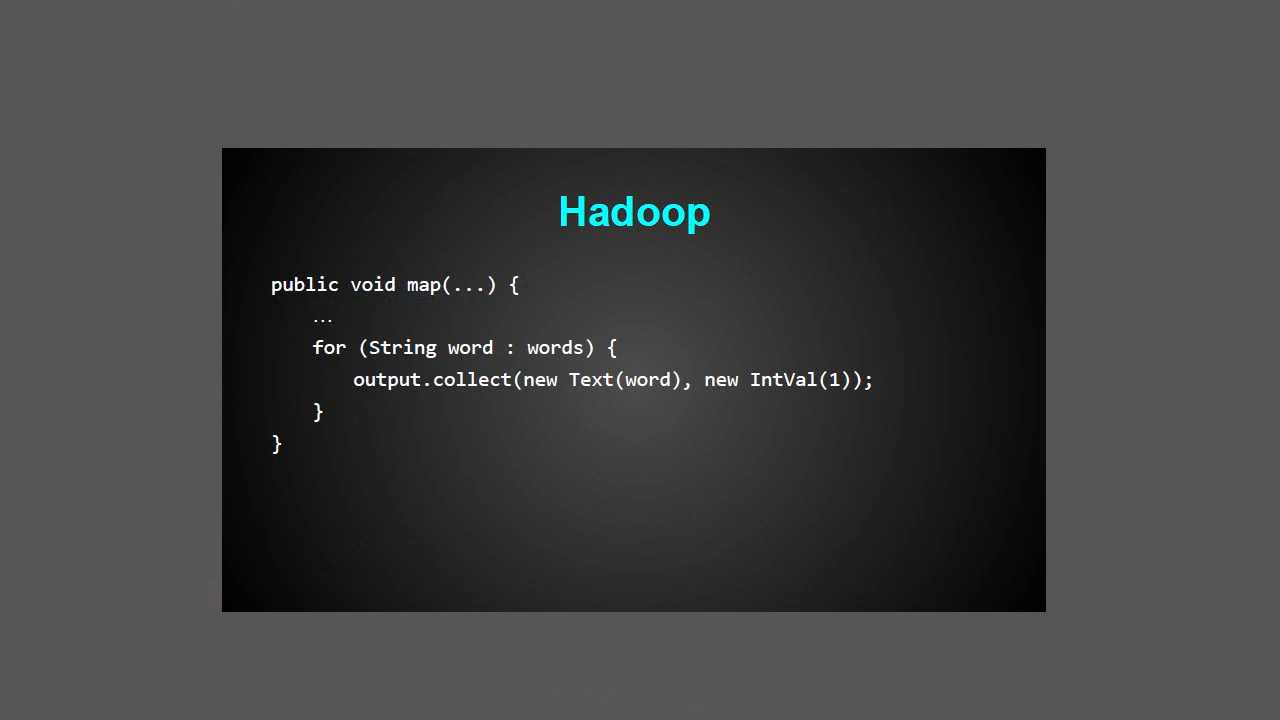 Hadoop
public void map(...) {
...
for (String word : words) {
output.collect(new Text(word), new IntVal(1));
}
}